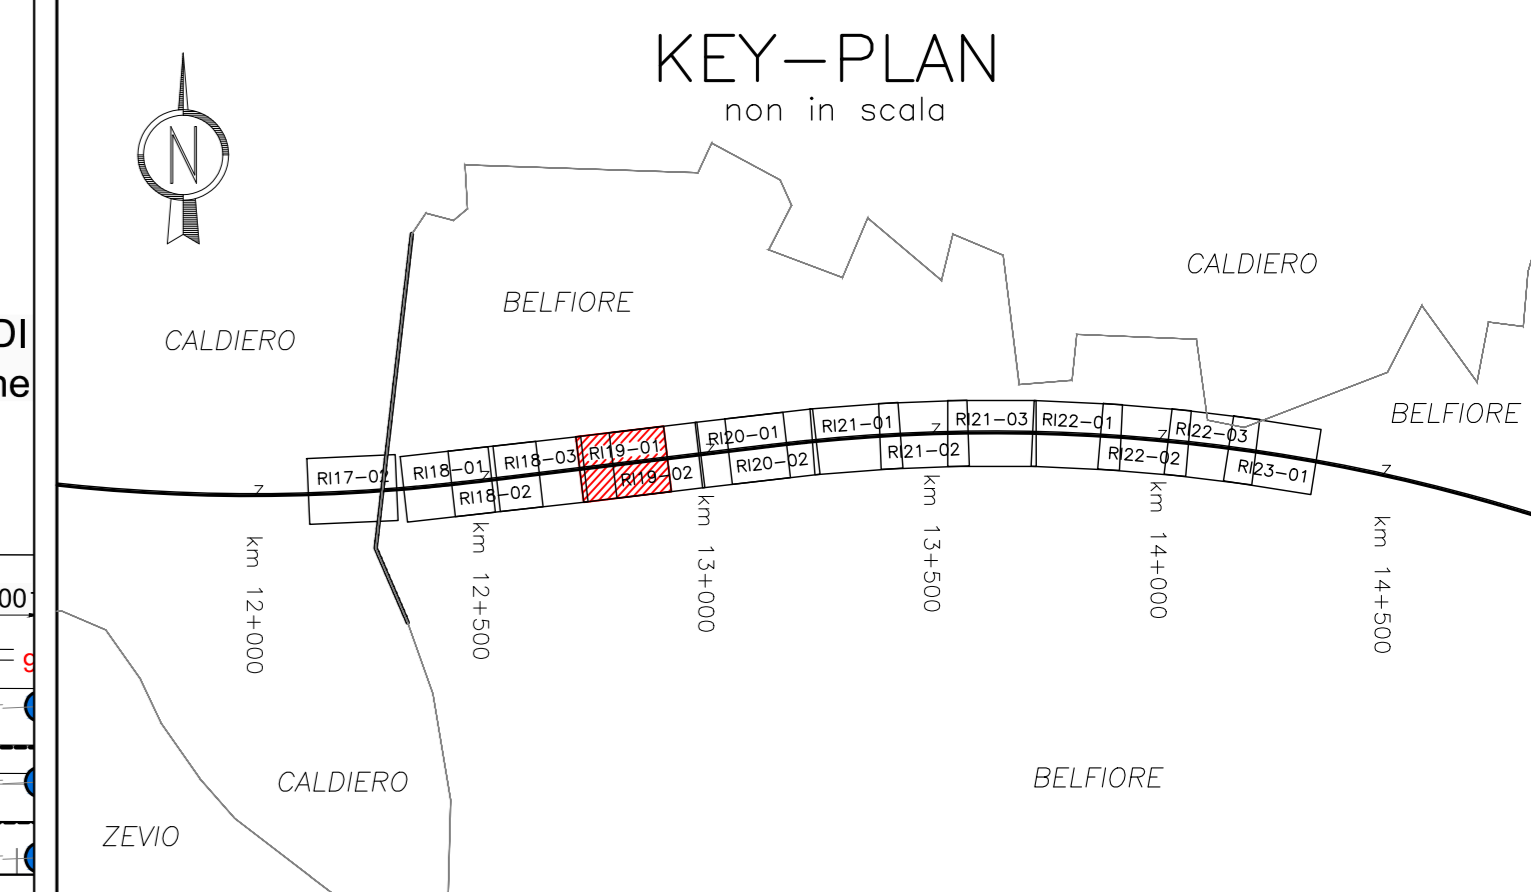 KEY-PLAN
non in scala
N
CALDIERO
BELFIORE
CALDIERO
BELFIORE
RI17-02
RI18-01
RI18-02
RI18-03
RI19-01
RI19-02
RI20-01
RI20-02
RI21-01
RI21-02
RI21-03
RI22-01
RI22-02
RI22-03
RI23-01
km 12+000
km 12+500
km 13+000
km 13+500
km 14+000
km 14+500
CALDIERO
BELFIORE
ZEVIO
DI
ne
00
g